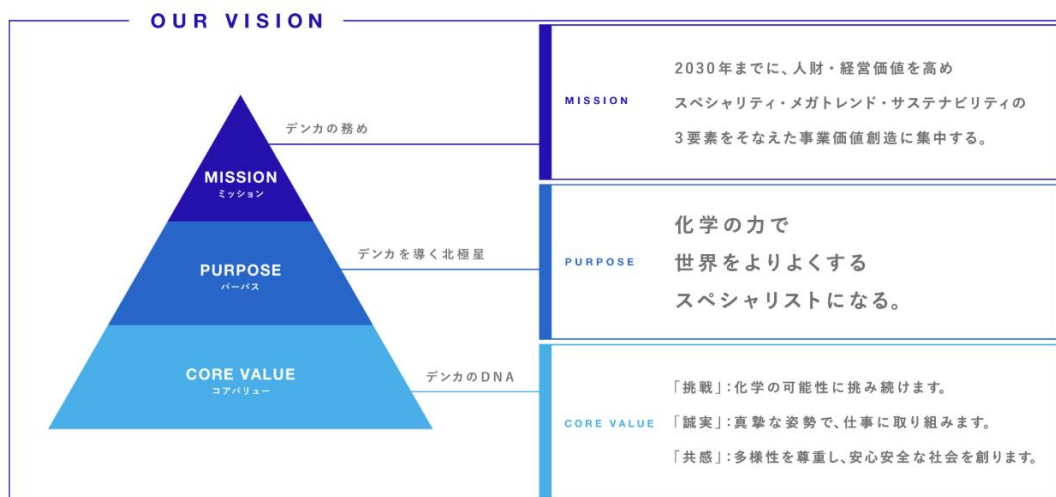 OUR VISION
MISSION
ミッション
デンカの務め
MISSION
2030年までに、人財・経営価値を高め
スペシャリティ・メガトレンド・サステナビリティの
3要素をそなえた事業価値創造に集中する。
PURPOSE
パーパス
デンカを導く北極星
PURPOSE
化学の力で
世界をよりよくする
スペシャリストになる。
CORE VALUE
コアバリュー
デンカのDNA
CORE VALUE
「挑戦」:化学の可能性に挑み続けます。
「誠実」:真摯な姿勢で、仕事に取り組みます。
「共感」:多様性を尊重し、安心安全な社会を創ります。